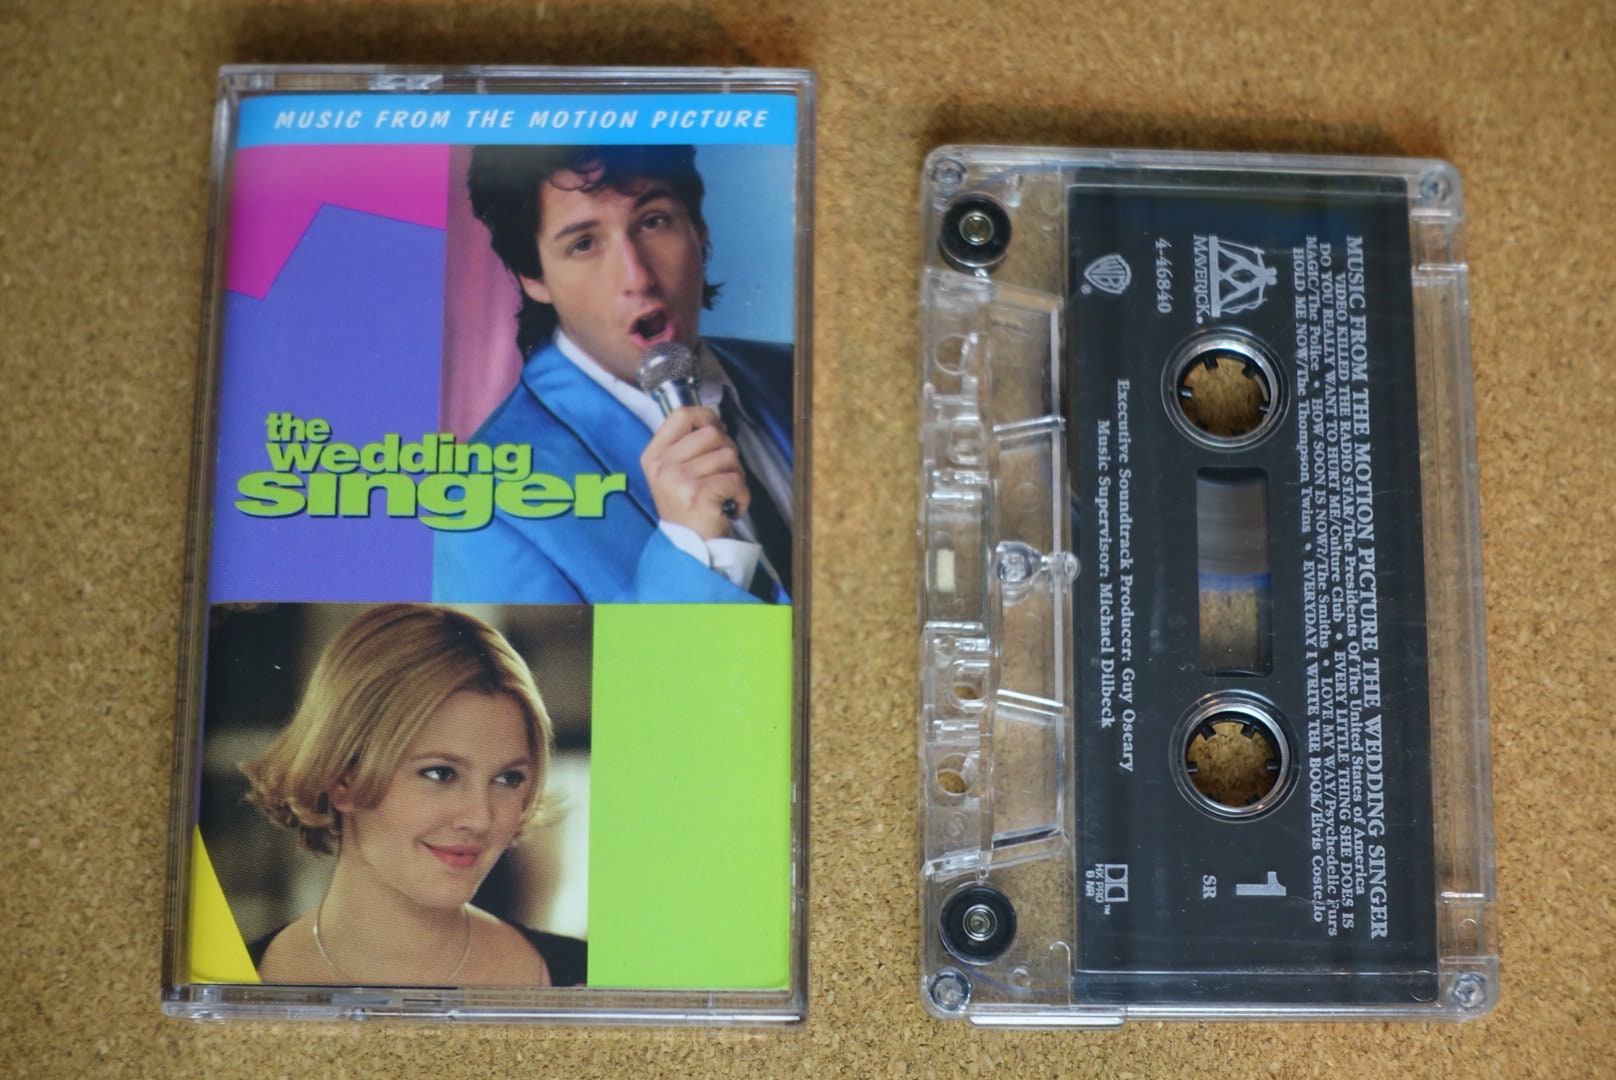 MUSIC FROM THE MOTION PICTURE
the
wedding
singer
MUSIC FROM THE MOTION PICTURE THE WEDDING SINGER
VIDEO KILLED THE RADIO STAR/The Presidents Of The United States of America
DO YOU REALLY WANT TO HURT ME/Culture Club • EVERY LITTLE THING SHE DOES IS
MAGIC/The Police • HOW SOON IS NOW?/The Smiths • LOVE MY WAY/Psychedelic Furs
HOLD ME NOW/The Thompson Twins • EVERYDAY I WRITE THE BOOK/Elvis Costello
MAVERICK
4-46840
1
SR
WB®
Executive Soundtrack Producer: Guy Oseary
Music Supervisor: Michael Dilbeck
HX PRO™
B NR